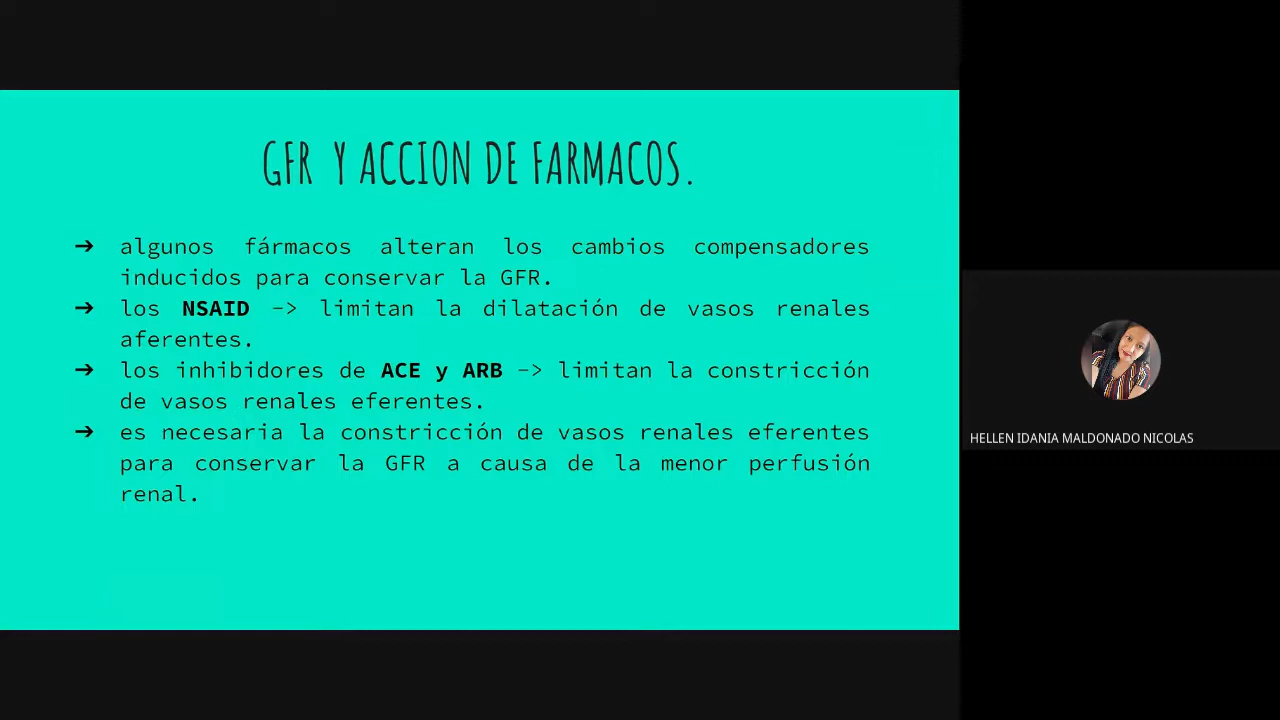 GFR Y ACCION DE FARMACOS.
➔ algunos fármacos alteran los cambios compensadores
inducidos para conservar la GFR.
➔ los NSAID -> limitan la dilatación de vasos renales
aferentes.
➔ los inhibidores de ACE y ARB -> limitan la constricción
de vasos renales eferentes.
➔ es necesaria la constricción de vasos renales eferentes
para conservar la GFR a causa de la menor perfusión
renal.
HELLEN IDANIA MALDONADO NICOLAS